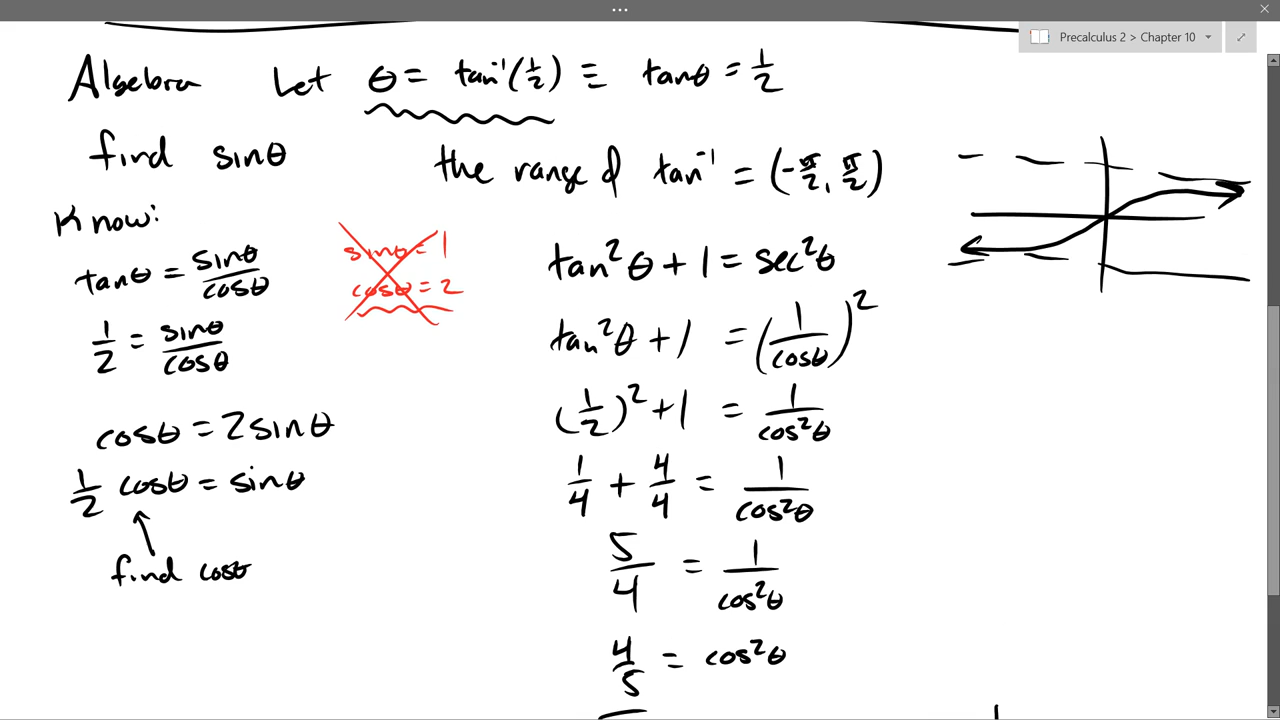 Precalculus 2 > Chapter 10
Algebra Let θ = tan⁻¹(1/2) ≡ tanθ = 1/2
find sinθ
the range of tan⁻¹ = (-π/2, π/2)
Know:
tanθ = sinθ/cosθ
1/2 = sinθ/cosθ
sinθ = 1
cosθ = 2
cosθ = 2sinθ
1/2 cosθ = sinθ
find cosθ
tan²θ + 1 = sec²θ
tan²θ + 1 = (1/cosθ)²
(1/2)² + 1 = 1/cos²θ
1/4 + 4/4 = 1/cos²θ
5/4 = 1/cos²θ
4/5 = cos²θ